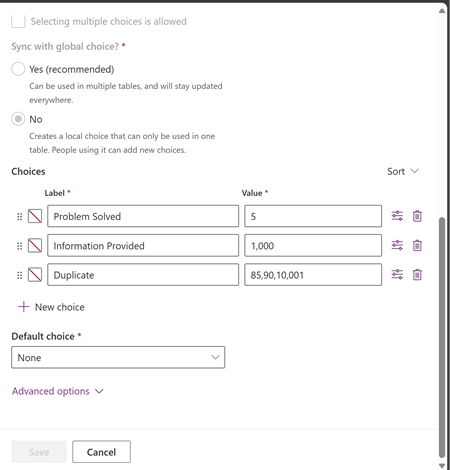 Selecting multiple choices is allowed
Sync with global choice? *
Yes (recommended)
Can be used in multiple tables, and will stay updated
everywhere.
No
Creates a local choice that can only be used in one
table. People using it can add new choices.
Choices
Sort
Label * Value *
Problem Solved 5
Information Provided 1,000
Duplicate 85,90,10,001
New choice
Default choice *
None
Advanced options
Save Cancel